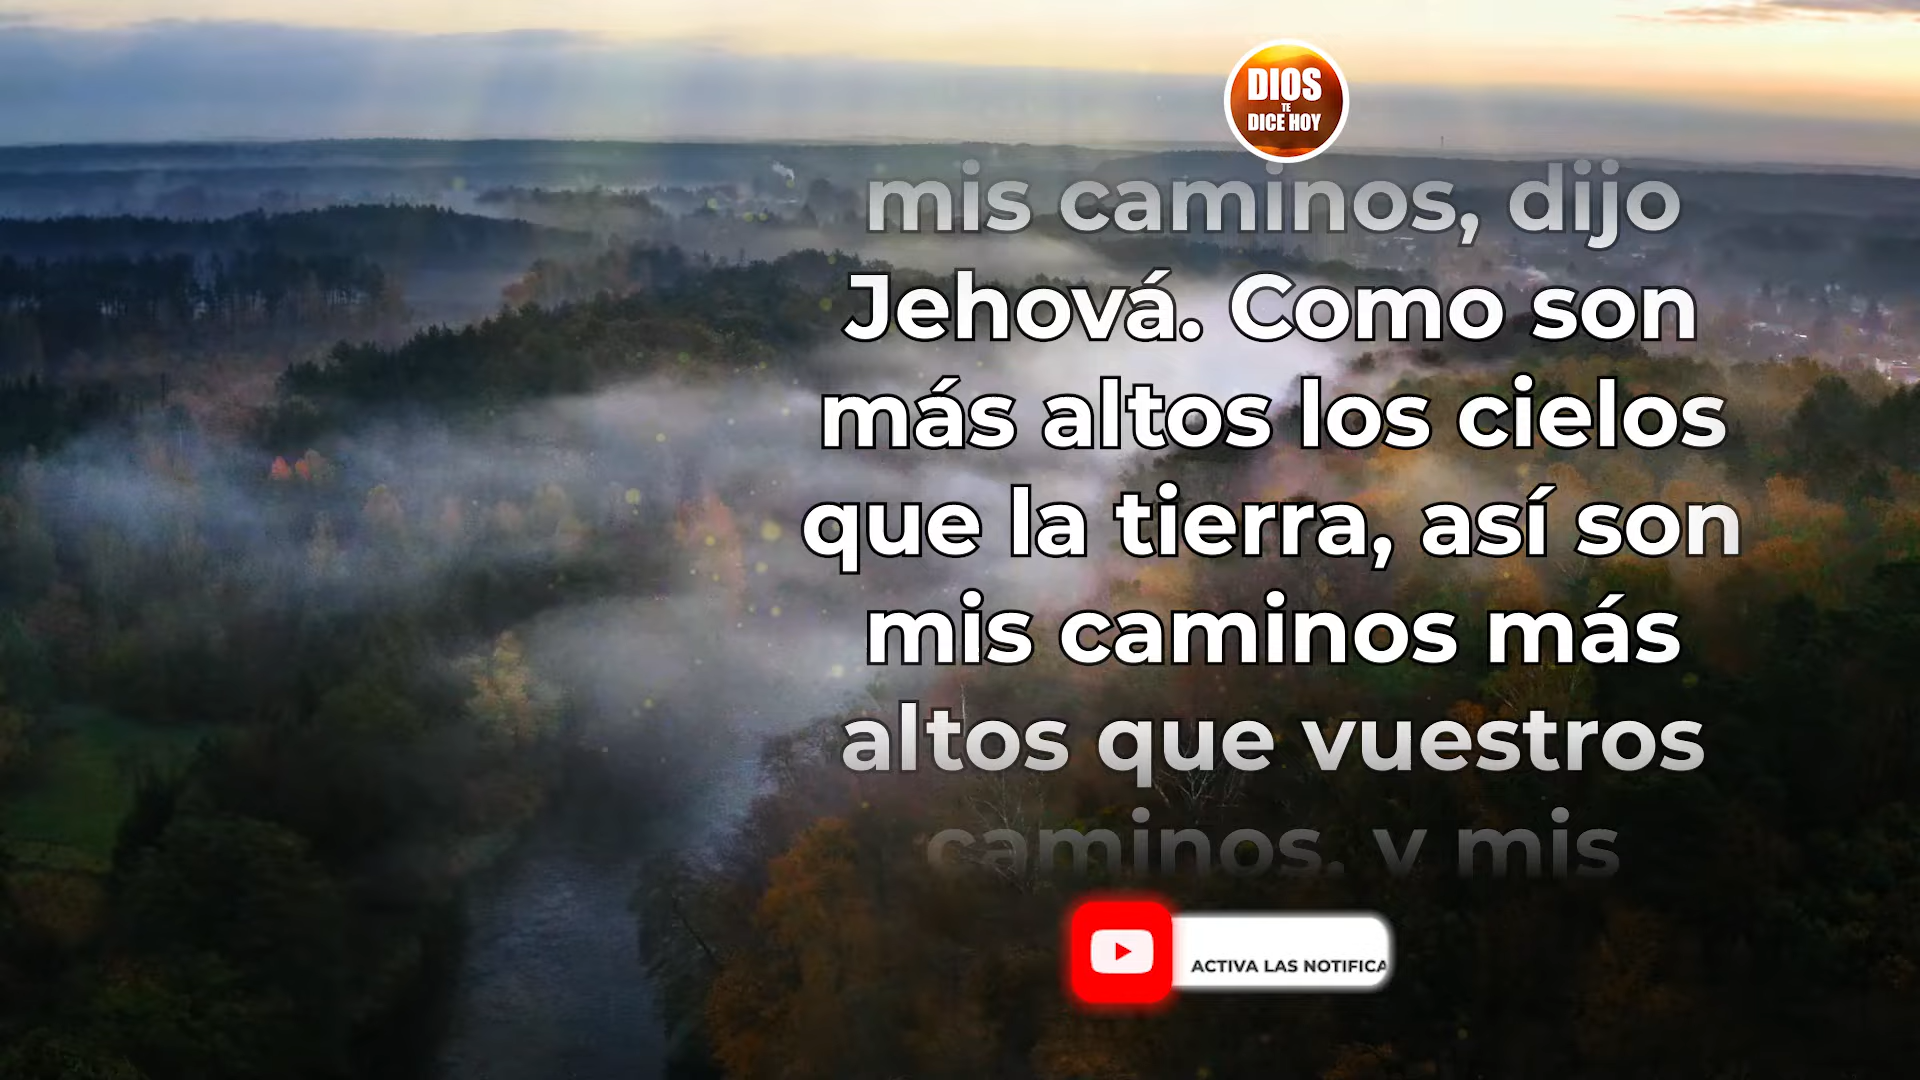 DIOS
TE
DICE HOY
mis caminos, dijo
Jehová. Como son
más altos los cielos
que la tierra, así son
mis caminos más
altos que vuestros
caminos, y mis
ACTIVA LAS NOTIFICA